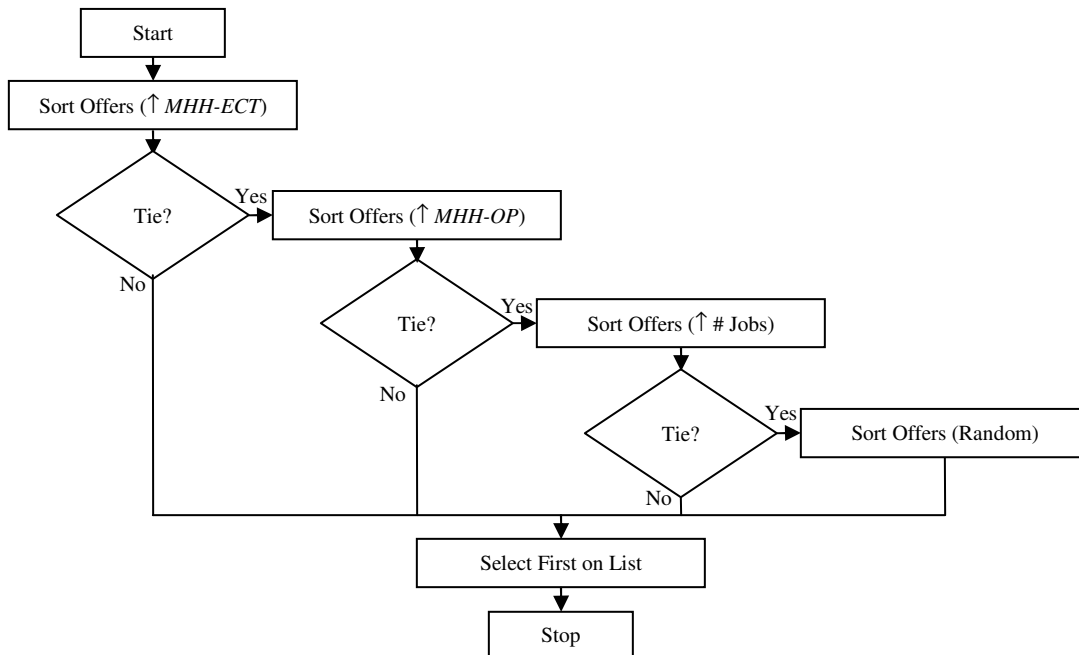 Start
Sort Offers (↑ MHH-ECT)
Tie?
Yes
No
Sort Offers (↑ MHH-OP)
Tie?
Yes
No
Sort Offers (↑ # Jobs)
Tie?
Yes
No
Sort Offers (Random)
Select First on List
Stop